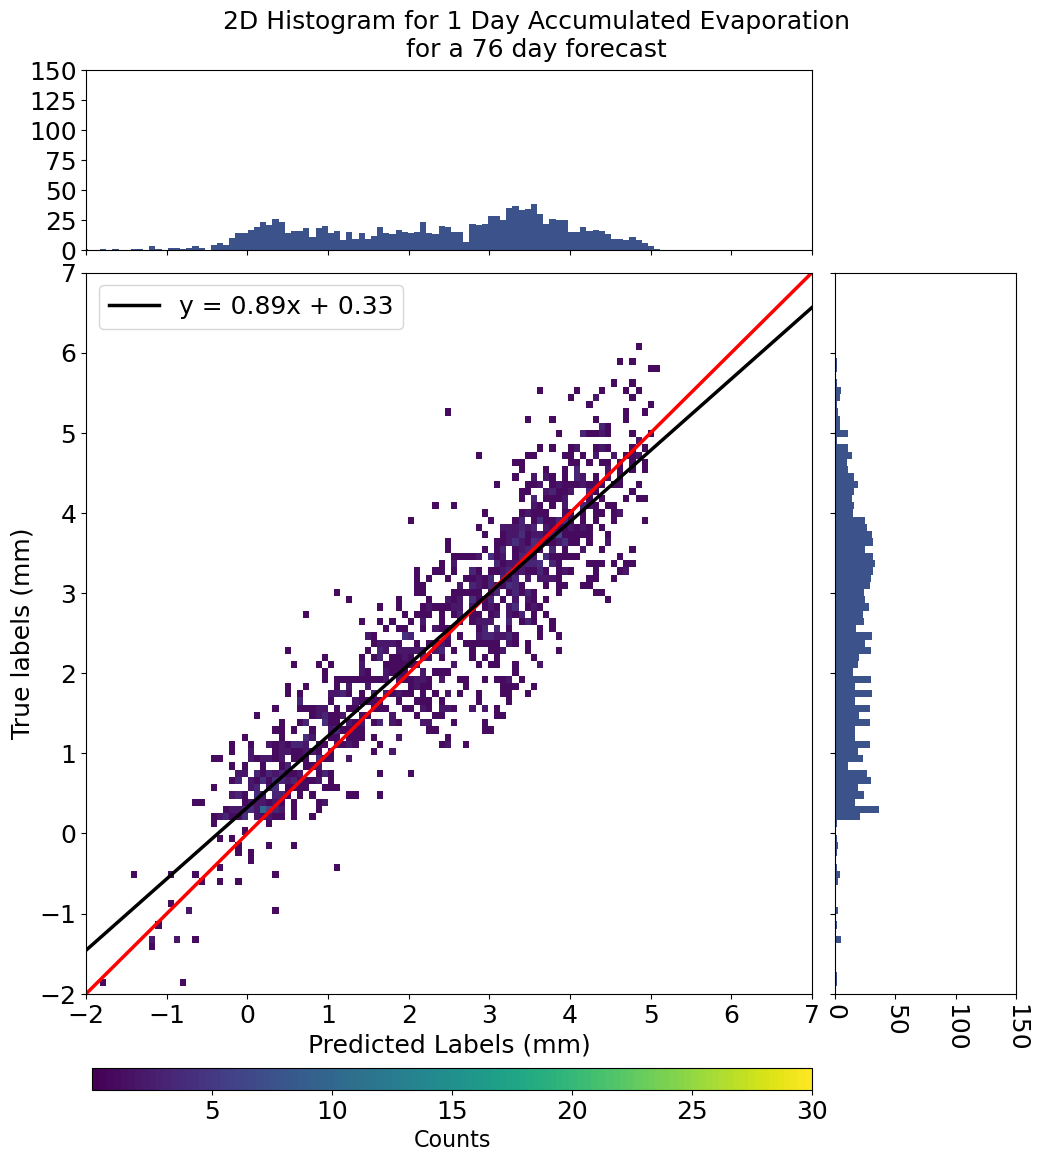 2D Histogram for 1 Day Accumulated Evaporation
for a 76 day forecast
150
125
100
75
50
25
0
7
6
5
4
3
2
1
0
−1
−2
True labels (mm)
y = 0.89x + 0.33
−2 −1 0 1 2 3 4 5 6 7
Predicted Labels (mm)
0 50 100 150
5 10 15 20 25 30
Counts